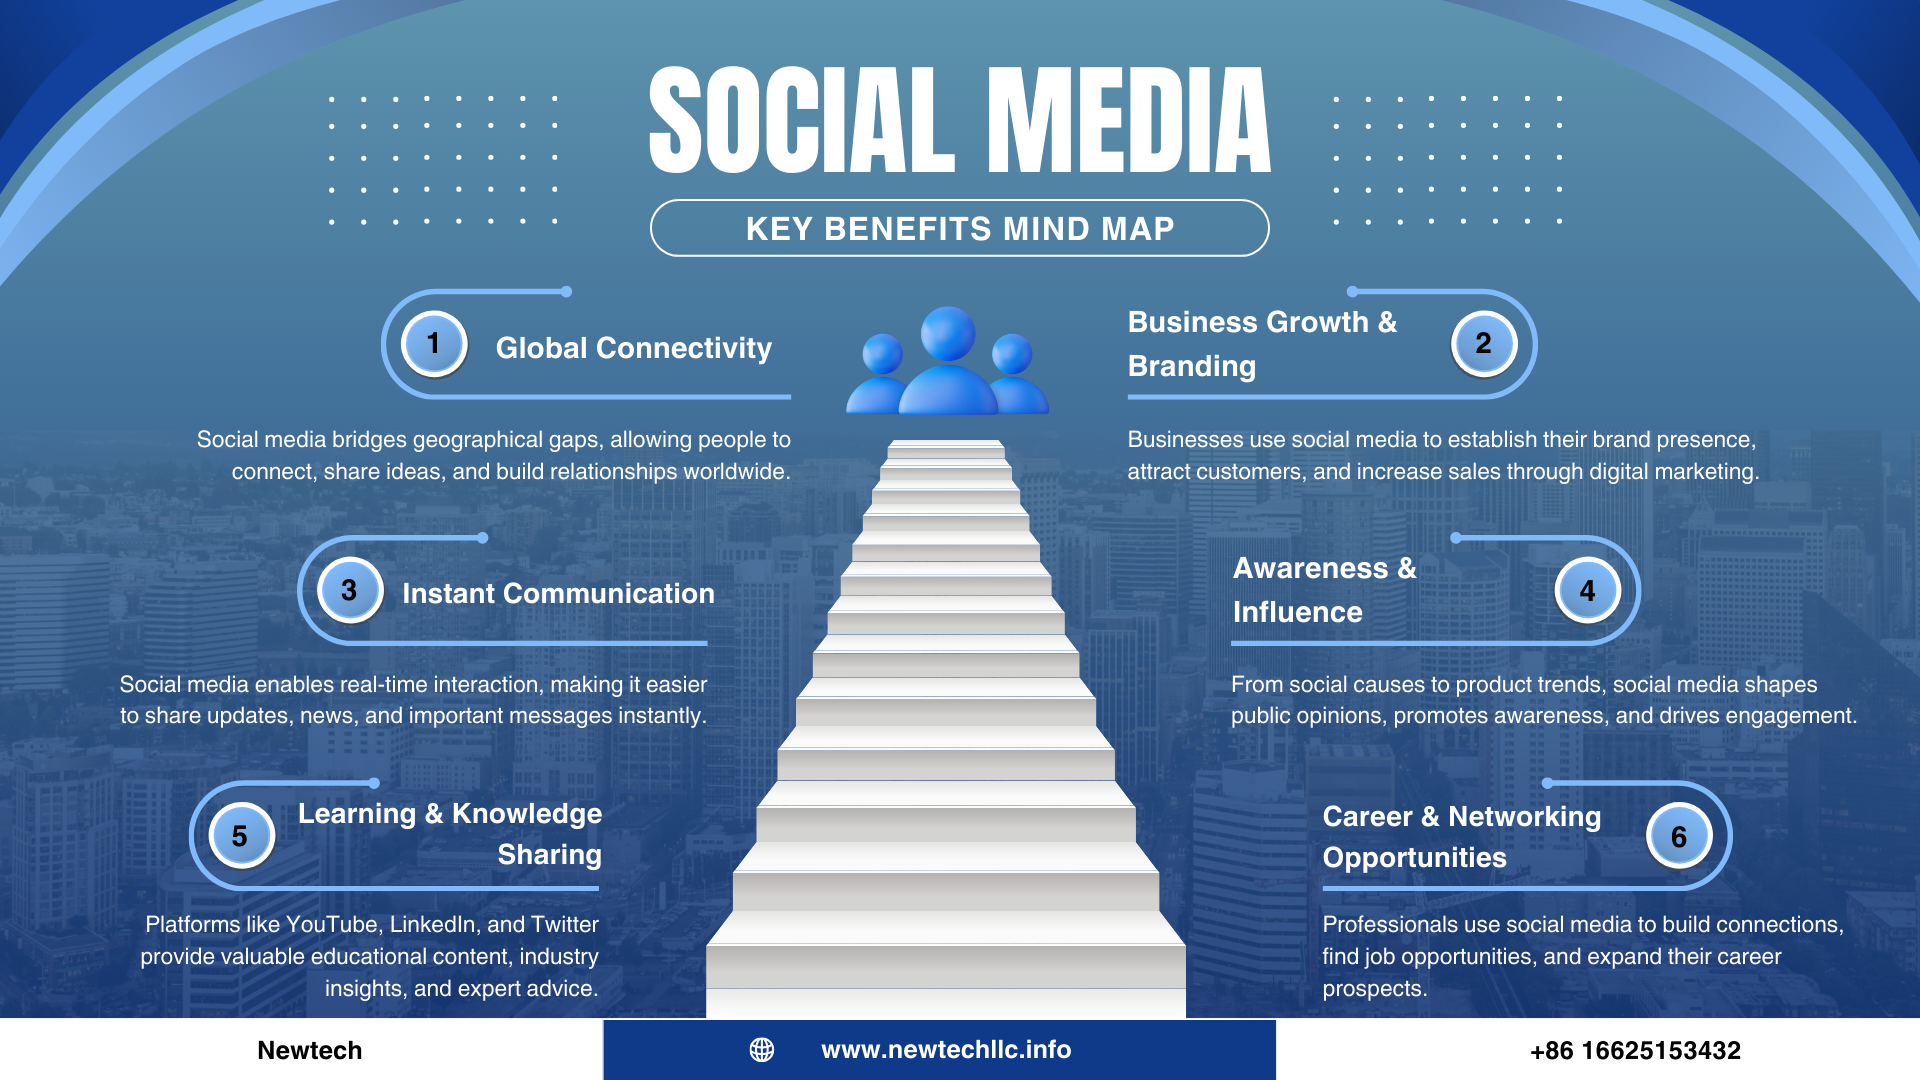 SOCIAL MEDIA
KEY BENEFITS MIND MAP
1
Global Connectivity
Social media bridges geographical gaps, allowing people to
connect, share ideas, and build relationships worldwide.
Business Growth &
Branding
2
Businesses use social media to establish their brand presence,
attract customers, and increase sales through digital marketing.
3
Instant Communication
Social media enables real-time interaction, making it easier
to share updates, news, and important messages instantly.
Awareness &
Influence
4
From social causes to product trends, social media shapes
public opinions, promotes awareness, and drives engagement.
5
Learning & Knowledge
Sharing
Platforms like YouTube, LinkedIn, and Twitter
provide valuable educational content, industry
insights, and expert advice.
Career & Networking
Opportunities
6
Professionals use social media to build connections,
find job opportunities, and expand their career
prospects.
Newtech
www.newtechllc.info
+86 16625153432